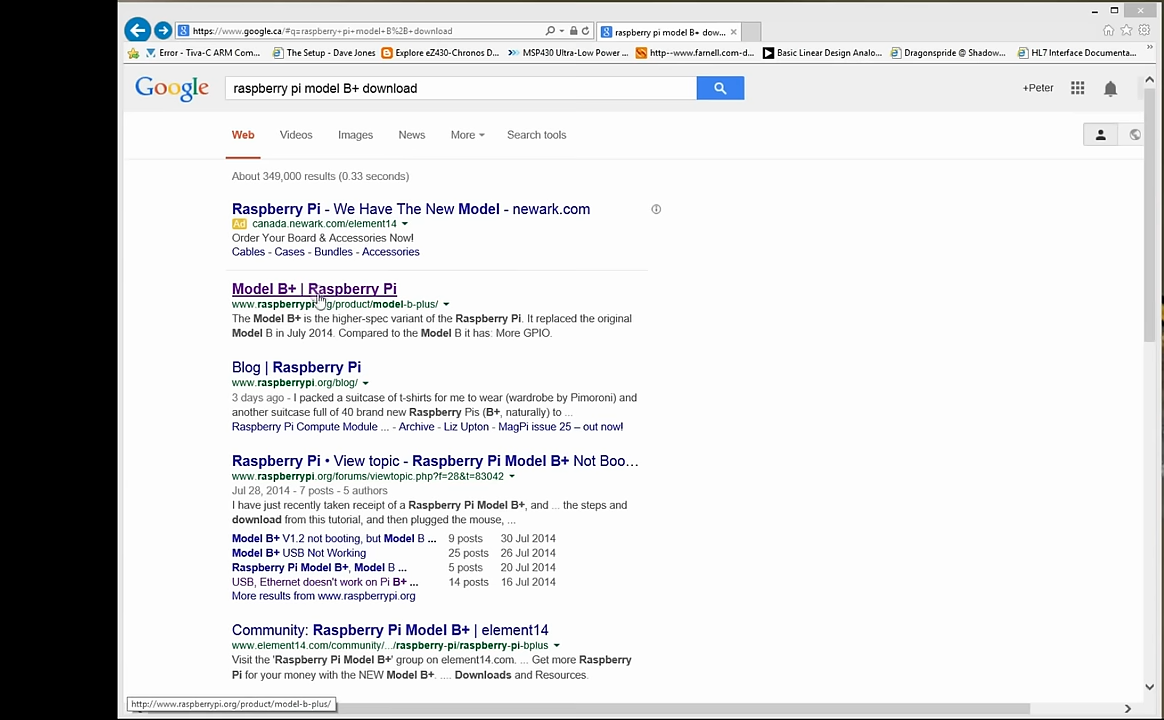 https://www.google.ca/#q=raspberry+pi+model+B%2B+download
raspberry pi model B+ dow...
Error - Tiva-C ARM Com...
The Setup - Dave Jones
Explore eZ430-Chronos D...
MSP430 Ultra-Low Power ...
http--www.farnell.com-d...
Basic Linear Design Analo...
Dragonspride @ Shadow...
HL7 Interface Documenta...
Google
raspberry pi model B+ download
+Peter
Web Videos Images News More Search tools
About 349,000 results (0.33 seconds)
Raspberry Pi - We Have The New Model - newark.com
Ad canada.newark.com/element14
Order Your Board & Accessories Now!
Cables - Cases - Bundles - Accessories
Model B+ | Raspberry Pi
www.raspberrypi.org/product/model-b-plus/
The Model B+ is the higher-spec variant of the Raspberry Pi. It replaced the original
Model B in July 2014. Compared to the Model B it has: More GPIO.
Blog | Raspberry Pi
www.raspberrypi.org/blog/
3 days ago - I packed a suitcase of t-shirts for me to wear (wardrobe by Pimoroni) and
another suitcase full of 40 brand new Raspberry Pis (B+, naturally) to ...
Raspberry Pi Compute Module ... - Archive - Liz Upton - MagPi issue 25 – out now!
Raspberry Pi • View topic - Raspberry Pi Model B+ Not Boo...
www.raspberrypi.org/forums/viewtopic.php?f=28&t=83042
Jul 28, 2014 - 7 posts - 5 authors
I have just recently taken receipt of a Raspberry Pi Model B+, and ... the steps and
download from this tutorial, and then plugged the mouse, ...
Model B+ V1.2 not booting, but Model B ... 9 posts 30 Jul 2014
Model B+ USB Not Working 25 posts 26 Jul 2014
Raspberry Pi Model B+, Model B ... 5 posts 20 Jul 2014
USB, Ethernet doesn't work on Pi B+ ... 14 posts 16 Jul 2014
More results from www.raspberrypi.org
Community: Raspberry Pi Model B+ | element14
www.element14.com/community/.../raspberry-pi/raspberry-pi-bplus
Visit the 'Raspberry Pi Model B+' group on element14.com. ... Get more Raspberry
Pi for your money with the NEW Model B+. .... Downloads and Resources.
http://www.raspberrypi.org/product/model-b-plus/